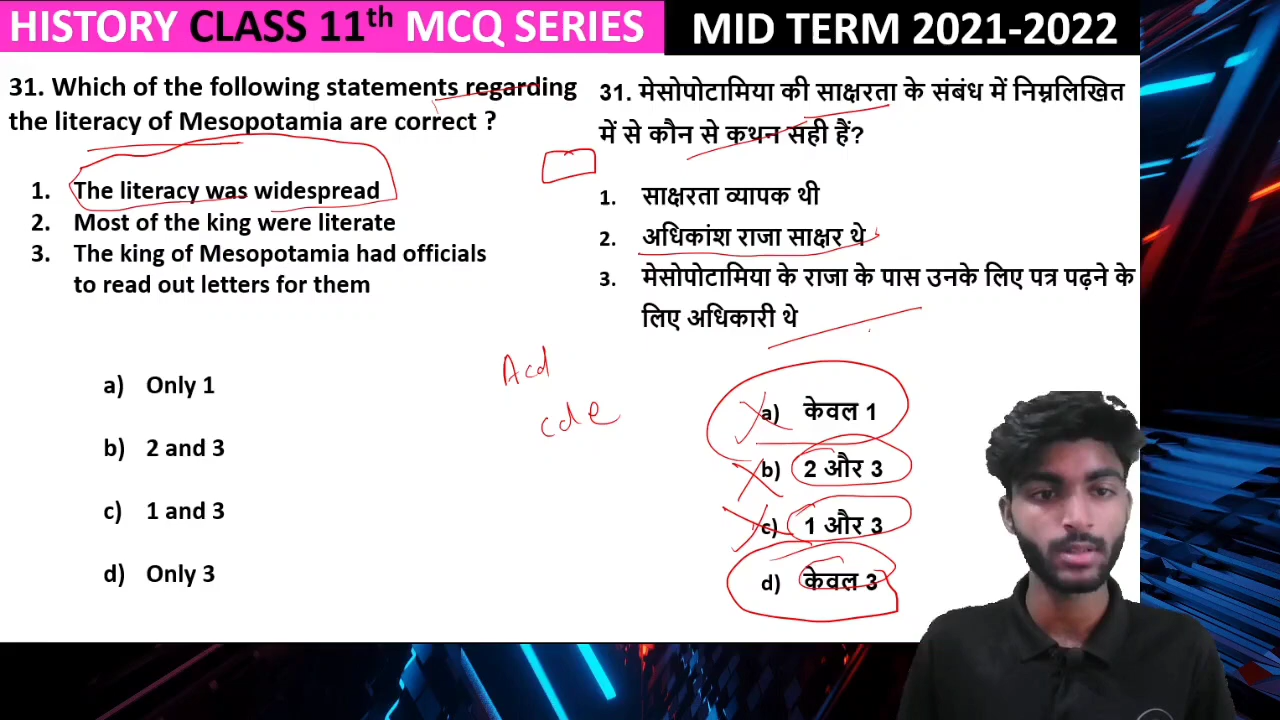 HISTORY CLASS 11th MCQ SERIES
MID TERM 2021-2022
31. Which of the following statements regarding
the literacy of Mesopotamia are correct ?
1. The literacy was widespread
2. Most of the king were literate
3. The king of Mesopotamia had officials
to read out letters for them
a) Only 1
b) 2 and 3
c) 1 and 3
d) Only 3
31. मेसोपोटामिया की साक्षरता के संबंध में निम्नलिखित
में से कौन से कथन सही हैं?
1. साक्षरता व्यापक थी
2. अधिकांश राजा साक्षर थे
3. मेसोपोटामिया के राजा के पास उनके लिए पत्र पढ़ने के
लिए अधिकारी थे
Acd
cde
a) केवल 1
b) 2 और 3
c) 1 और 3
d) केवल 3